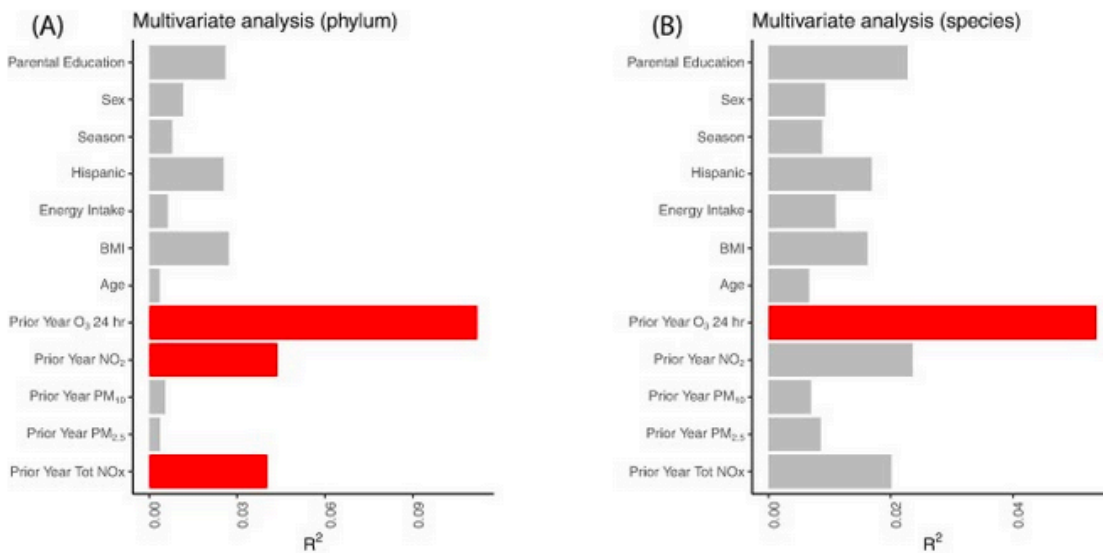 (A)
Multivariate analysis (phylum)
Parental Education
Sex
Season
Hispanic
Energy Intake
BMI
Age
Prior Year O₃ 24 hr
Prior Year NO₂
Prior Year PM₁₀
Prior Year PM₂.₅
Prior Year Tot NOx
0.00
0.03
0.06
0.09
R²
(B)
Multivariate analysis (species)
Parental Education
Sex
Season
Hispanic
Energy Intake
BMI
Age
Prior Year O₃ 24 hr
Prior Year NO₂
Prior Year PM₁₀
Prior Year PM₂.₅
Prior Year Tot NOx
0.00
0.02
0.04
R²